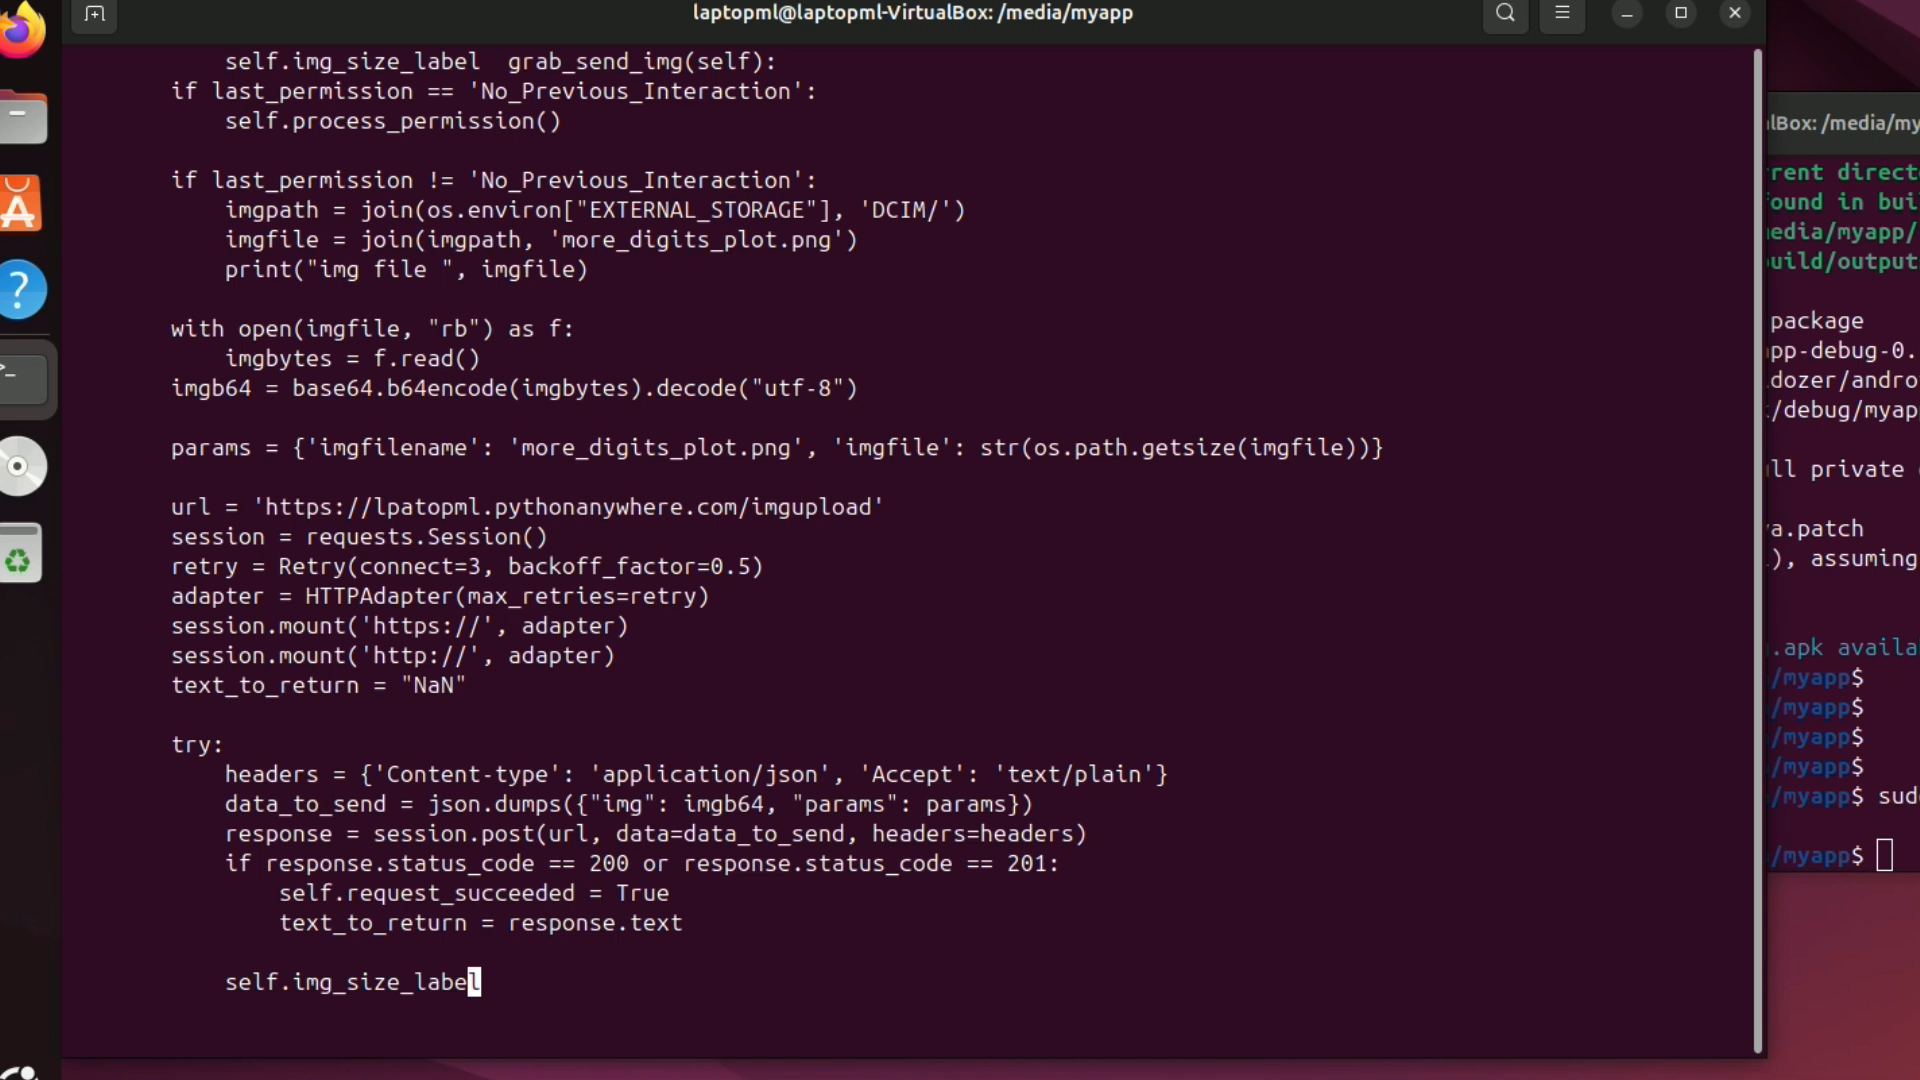 laptopml@laptopml-VirtualBox: /media/myapp
self.img_size_label  grab_send_img(self):
if last_permission == 'No_Previous_Interaction':
self.process_permission()
if last_permission != 'No_Previous_Interaction':
imgpath = join(os.environ["EXTERNAL_STORAGE"], 'DCIM/')
imgfile = join(imgpath, 'more_digits_plot.png')
print("img file ", imgfile)
with open(imgfile, "rb") as f:
imgbytes = f.read()
imgb64 = base64.b64encode(imgbytes).decode("utf-8")
params = {'imgfilename': 'more_digits_plot.png', 'imgfile': str(os.path.getsize(imgfile))}
url = 'https://lpatopml.pythonanywhere.com/imgupload'
session = requests.Session()
retry = Retry(connect=3, backoff_factor=0.5)
adapter = HTTPAdapter(max_retries=retry)
session.mount('https://', adapter)
session.mount('http://', adapter)
text_to_return = "NaN"
try:
headers = {'Content-type': 'application/json', 'Accept': 'text/plain'}
data_to_send = json.dumps({"img": imgb64, "params": params})
response = session.post(url, data=data_to_send, headers=headers)
if response.status_code == 200 or response.status_code == 201:
self.request_succeeded = True
text_to_return = response.text
self.img_size_label
lBox: /media/my
rrent direct
found in bui
media/myapp/
build/output
package
app-debug-0.
ldozer/andro
k/debug/myap
ll private
va.patch
), assuming
.apk availa
/myapp$
/myapp$
/myapp$
/myapp$
/myapp$ sud
/myapp$